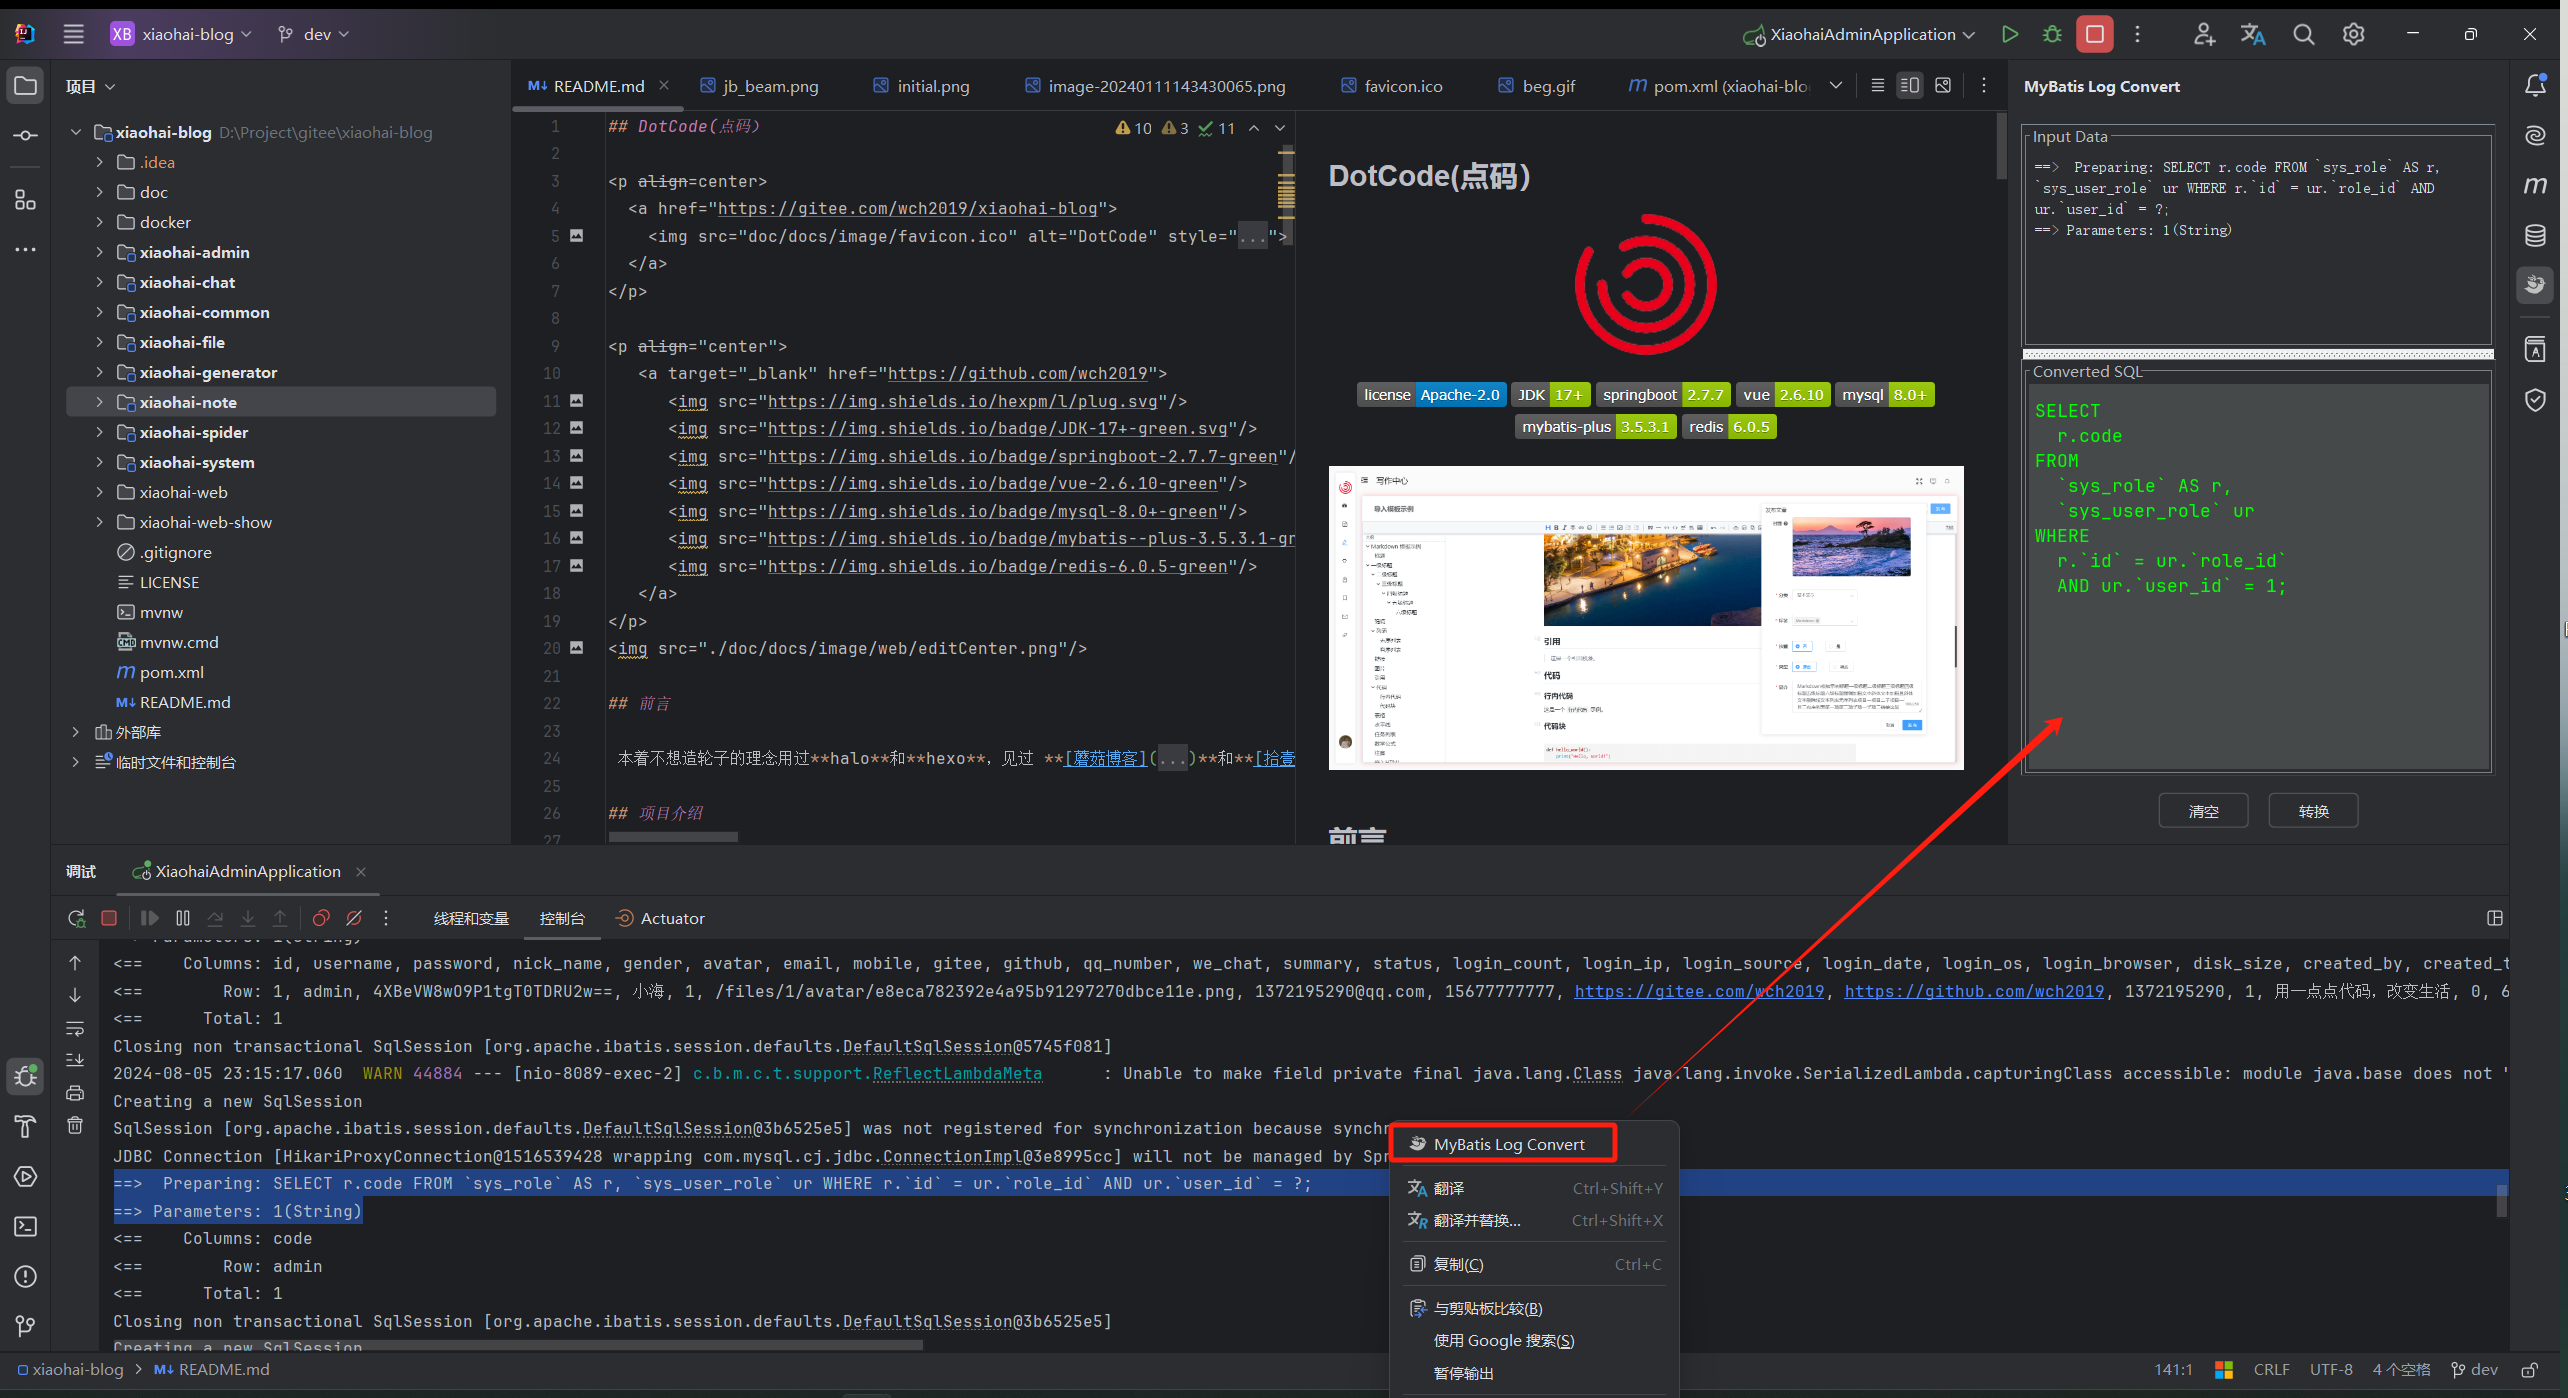 XB xiaohai-blog dev
XiaohaiAdminApplication
项目
xiaohai-blog D:\Project\gitee\xiaohai-blog
.idea
doc
docker
xiaohai-admin
xiaohai-chat
xiaohai-common
xiaohai-file
xiaohai-generator
xiaohai-note
xiaohai-spider
xiaohai-system
xiaohai-web
xiaohai-web-show
.gitignore
LICENSE
mvnw
mvnw.cmd
pom.xml
README.md
外部库
临时文件和控制台
README.md jb_beam.png initial.png image-20240111143430065.png favicon.ico beg.gif pom.xml (xiaohai-blo
10 3 11
1 ## DotCode(点码)
2
3 <p align=center>
4 <a href="https://gitee.com/wch2019/xiaohai-blog">
5 <img src="doc/docs/image/favicon.ico" alt="DotCode" style="...">
6 </a>
7 </p>
8
9 <p align="center">
10 <a target="_blank" href="https://github.com/wch2019">
11 <img src="https://img.shields.io/hexpm/l/plug.svg"/>
12 <img src="https://img.shields.io/badge/JDK-17+-green.svg"/>
13 <img src="https://img.shields.io/badge/springboot-2.7.7-green"/
14 <img src="https://img.shields.io/badge/vue-2.6.10-green"/>
15 <img src="https://img.shields.io/badge/mysql-8.0+-green"/>
16 <img src="https://img.shields.io/badge/mybatis--plus-3.5.3.1-gr
17 <img src="https://img.shields.io/badge/redis-6.0.5-green"/>
18 </a>
19 </p>
20 <img src="./doc/docs/image/web/editCenter.png"/>
21
22 ## 前言
23
24 本着不想造轮子的理念用过**halo**和**hexo**，见过 **[蘑菇博客](...)**和**[拾壹
25
26 ## 项目介绍
27
DotCode(点码)
license Apache-2.0 JDK 17+ springboot 2.7.7 vue 2.6.10 mysql 8.0+
mybatis-plus 3.5.3.1 redis 6.0.5
写作中心
导入模板示例
发布文章
引用
代码
行内代码
代码块
前言
MyBatis Log Convert
Input Data
==>  Preparing: SELECT r.code FROM `sys_role` AS r,
`sys_user_role` ur WHERE r.`id` = ur.`role_id` AND
ur.`user_id` = ?;
==> Parameters: 1(String)
Converted SQL
SELECT
r.code
FROM
`sys_role` AS r,
`sys_user_role` ur
WHERE
r.`id` = ur.`role_id`
AND ur.`user_id` = 1;
清空 转换
调试 XiaohaiAdminApplication
线程和变量 控制台 Actuator
<==    Columns: id, username, password, nick_name, gender, avatar, email, mobile, gitee, github, qq_number, we_chat, summary, status, login_count, login_ip, login_source, login_date, login_os, login_browser, disk_size, created_by, created_t
<==        Row: 1, admin, 4XBeVW8wO9P1tgT0TDRU2w==, 小海, 1, /files/1/avatar/e8eca782392e4a95b91297270dbce11e.png, 1372195290@qq.com, 15677777777, https://gitee.com/wch2019, https://github.com/wch2019, 1372195290, 1, 用一点点代码，改变生活, 0, 6
<==      Total: 1
Closing non transactional SqlSession [org.apache.ibatis.session.defaults.DefaultSqlSession@5745f081]
2024-08-05 23:15:17.060  WARN 44884 --- [nio-8089-exec-2] c.b.m.c.t.support.ReflectLambdaMeta      : Unable to make field private final java.lang.Class java.lang.invoke.SerializedLambda.capturingClass accessible: module java.base does not "
Creating a new SqlSession
SqlSession [org.apache.ibatis.session.defaults.DefaultSqlSession@3b6525e5] was not registered for synchronization because synchr
JDBC Connection [HikariProxyConnection@1516539428 wrapping com.mysql.cj.jdbc.ConnectionImpl@3e8995cc] will not be managed by Spr
==>  Preparing: SELECT r.code FROM `sys_role` AS r, `sys_user_role` ur WHERE r.`id` = ur.`role_id` AND ur.`user_id` = ?;
==> Parameters: 1(String)
<==    Columns: code
<==        Row: admin
<==      Total: 1
Closing non transactional SqlSession [org.apache.ibatis.session.defaults.DefaultSqlSession@3b6525e5]
Creating a new SqlSession
MyBatis Log Convert
翻译 Ctrl+Shift+Y
翻译并替换... Ctrl+Shift+X
复制(C) Ctrl+C
与剪贴板比较(B)
使用 Google 搜索(S)
暂停输出
xiaohai-blog > README.md
141:1 CRLF UTF-8 4 个空格 dev